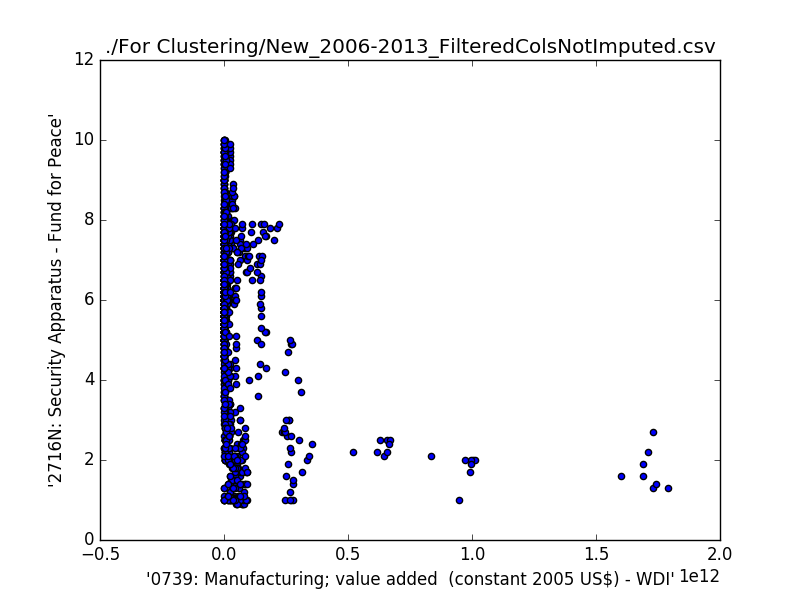 ./For Clustering/New_2006-2013_FilteredColsNotImputed.csv
12
10
8
6
4
2
0
'2716N: Security Apparatus - Fund for Peace'
−0.5 0.0 0.5 1.0 1.5 2.0
1e12
'0739: Manufacturing; value added  (constant 2005 US$) - WDI'